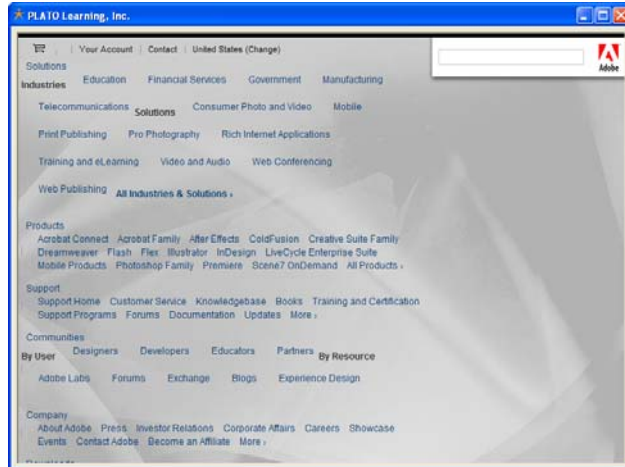 PLATO Learning, Inc.
Your Account | Contact | United States (Change)
Adobe
Solutions
Industries Education Financial Services Government Manufacturing
Telecommunications Solutions Consumer Photo and Video Mobile
Print Publishing Pro Photography Rich Internet Applications
Training and eLearning Video and Audio Web Conferencing
Web Publishing All Industries & Solutions ›
Products
Acrobat Connect Acrobat Family After Effects ColdFusion Creative Suite Family
Dreamweaver Flash Flex Illustrator InDesign LiveCycle Enterprise Suite
Mobile Products Photoshop Family Premiere Scene7 OnDemand All Products ›
Support
Support Home Customer Service Knowledgebase Books Training and Certification
Support Programs Forums Documentation Updates More ›
Communities
By User Designers Developers Educators Partners By Resource
Adobe Labs Forums Exchange Blogs Experience Design
Company
About Adobe Press Investor Relations Corporate Affairs Careers Showcase
Events Contact Adobe Become an Affiliate More ›